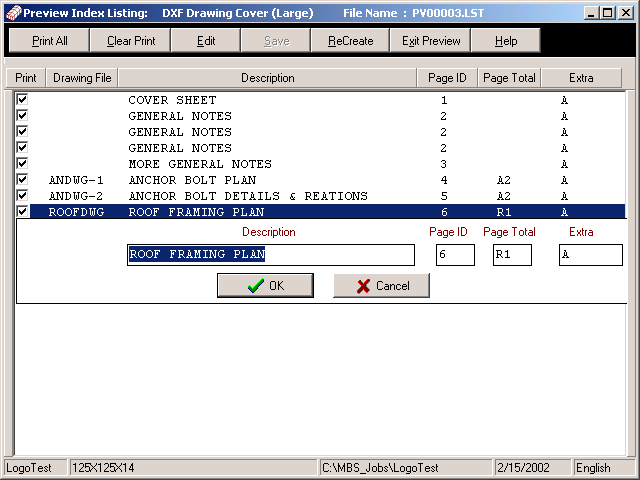 Preview Index Listing: DXF Drawing Cover (Large) File Name : PV00003.LST
Print All Clear Print Edit Save ReCreate Exit Preview Help
Print Drawing File Description Page ID Page Total Extra
COVER SHEET 1 A
GENERAL NOTES 2 A
GENERAL NOTES 2 A
GENERAL NOTES 2 A
MORE GENERAL NOTES 3 A
ANDWG-1 ANCHOR BOLT PLAN 4 A2 A
ANDWG-2 ANCHOR BOLT DETAILS & REATIONS 5 A2 A
ROOFDWG ROOF FRAMING PLAN 6 R1 A
Description Page ID Page Total Extra
ROOF FRAMING PLAN 6 R1 A
OK Cancel
LogoTest 125X125X14 C:\MBS_Jobs\LogoTest 2/15/2002 English